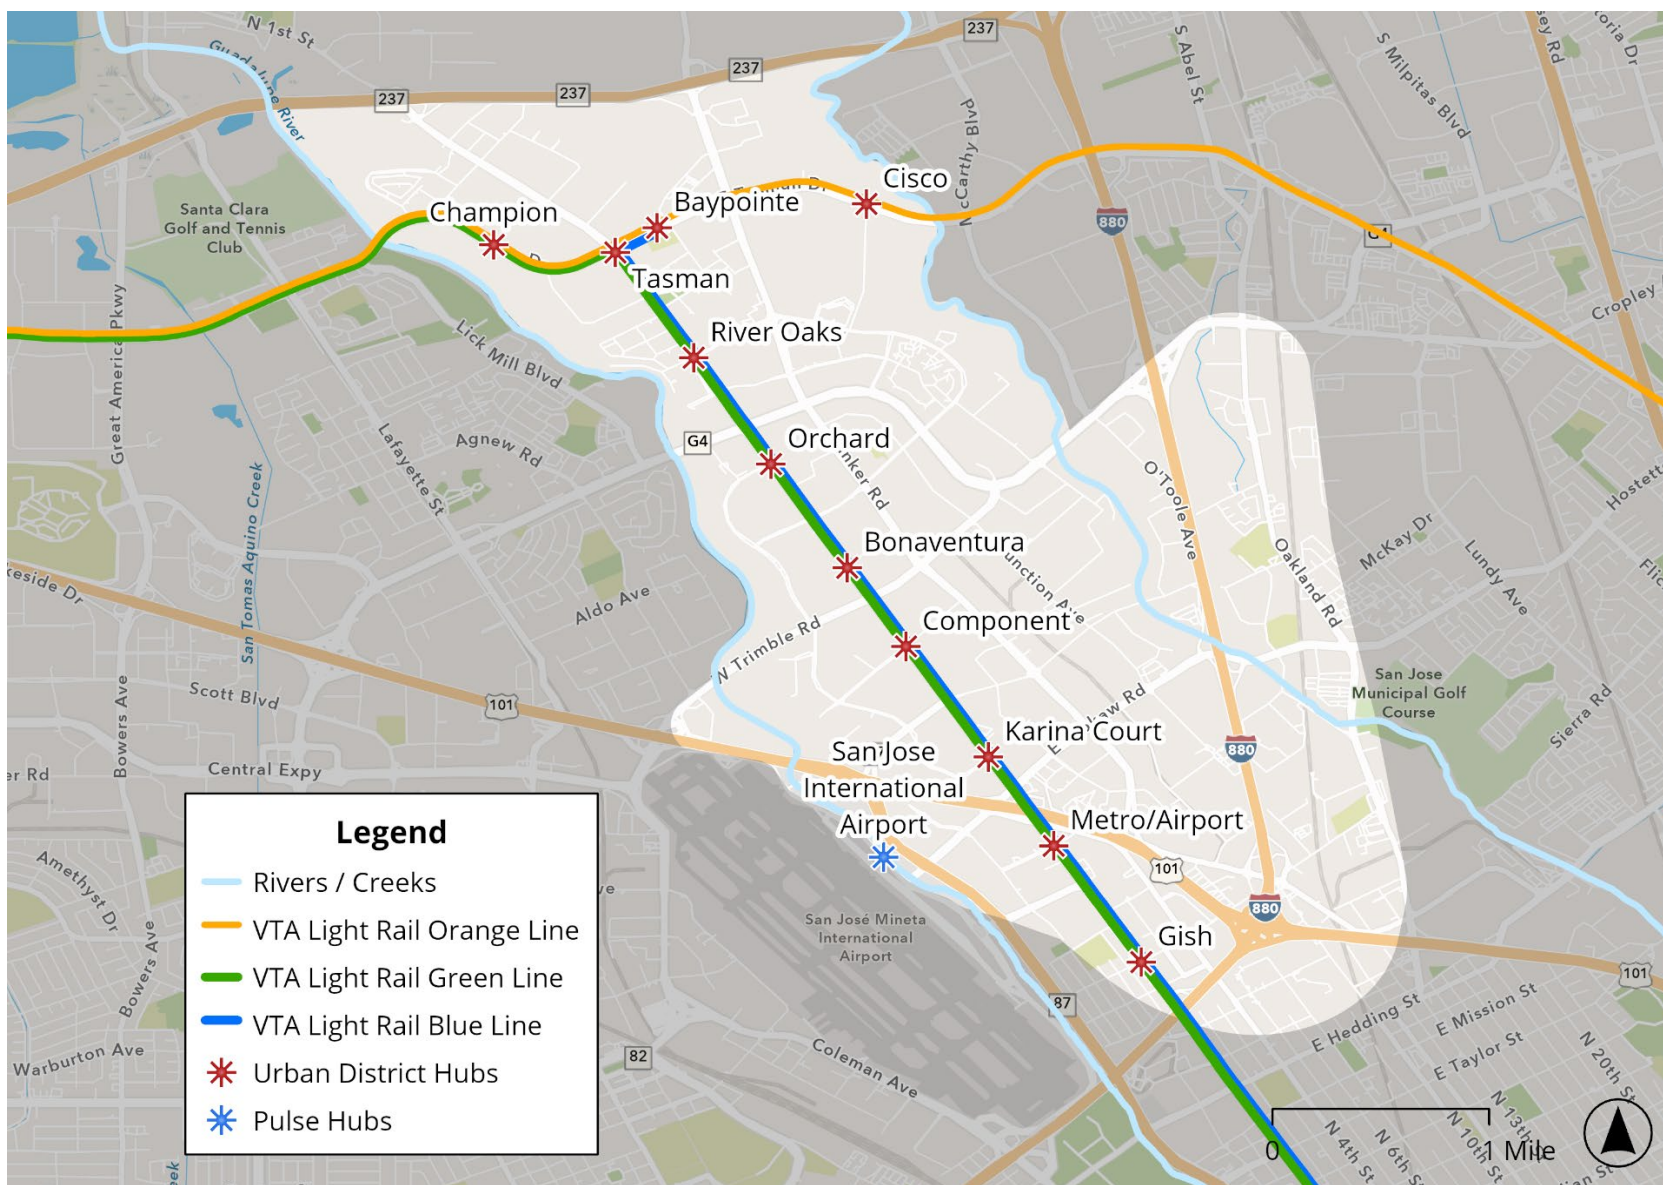 N 1st St
Guadalupe River
237
237
237
237
S Abel St
S Milpitas Blvd
McCarthy Blvd
Santa Clara
Golf and Tennis
Club
Champion
Baypointe
Cisco
Tasman
880
G4
Cropley
Great American Pkwy
Lick Mill Blvd
River Oaks
Lafayette St
Agnew Rd
G4
Orchard
San Tomas Aquino Creek
O'Toole Ave
Oakland Rd
McKay Dr
Lundy Ave
Bonaventura
Aldo Ave
Component
W Trimble Rd
Scott Blvd
101
Bowers Ave
Central Expy
Karina Court
San Jose
International
Airport
Metro/Airport
880
San Jose
Municipal Golf
Course
Sierra Rd
101
880
Gish
101
87
San José Mineta
International
Airport
82
Coleman Ave
Amethyst Dr
Bowers Ave
Warburton Ave
E Hedding St
E Mission St
E Taylor St
N 20th St
N 13th St
N 10th St
N 6th St
N 4th St
Legend
Rivers / Creeks
VTA Light Rail Orange Line
VTA Light Rail Green Line
VTA Light Rail Blue Line
Urban District Hubs
Pulse Hubs
0
1 Mile